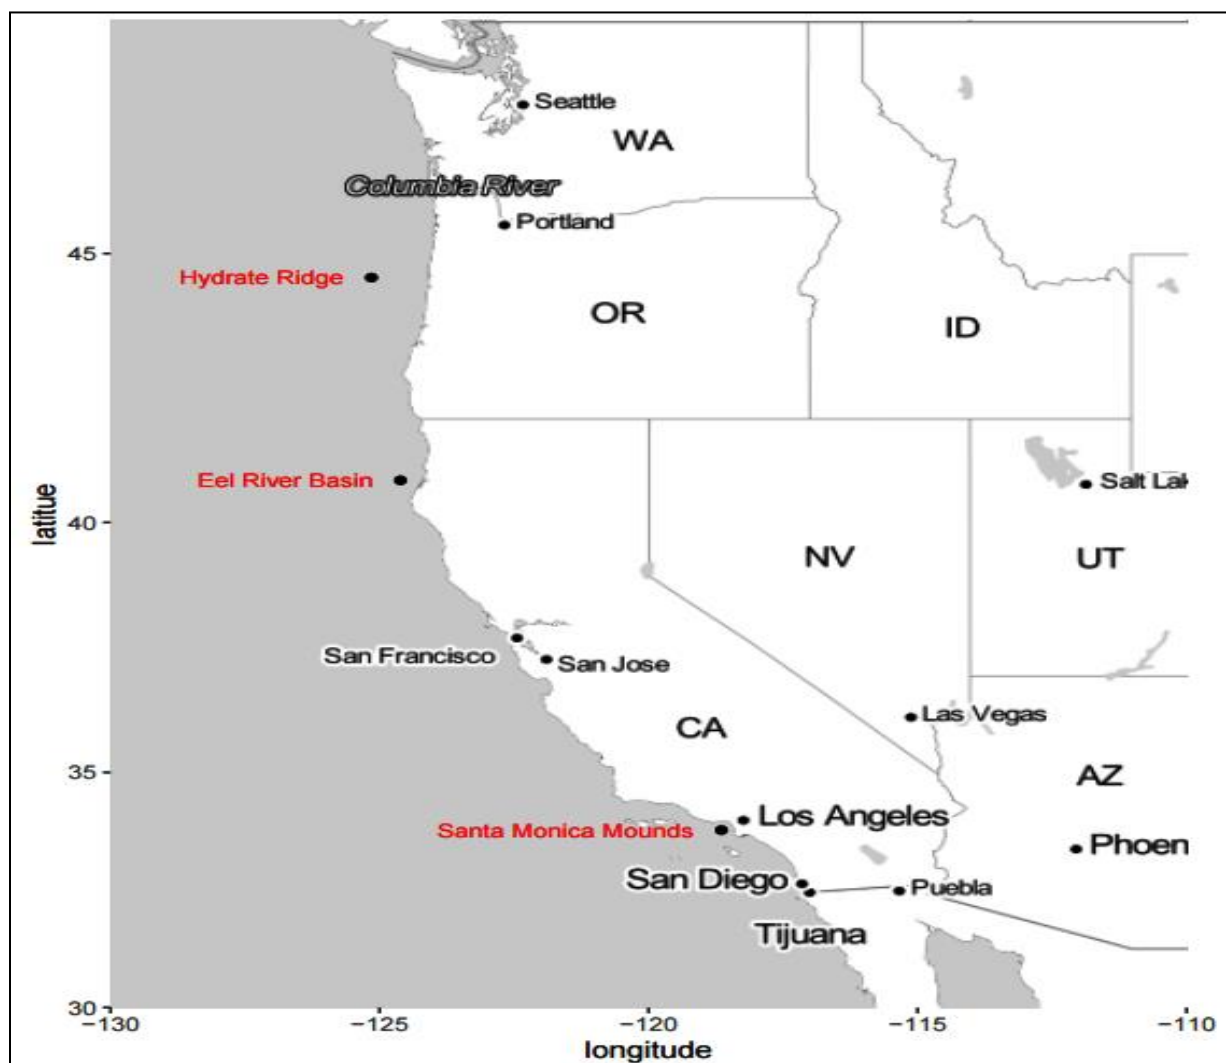 Seattle
WA
Columbia River
Portland
45
Hydrate Ridge
OR
ID
Eel River Basin
Salt Lak
latitue
40
NV
UT
San Francisco
San Jose
Las Vegas
CA
35
AZ
Los Angeles
Santa Monica Mounds
Phoen
San Diego
Puebla
Tijuana
30
−130
−125
−120
−115
−110
longitude